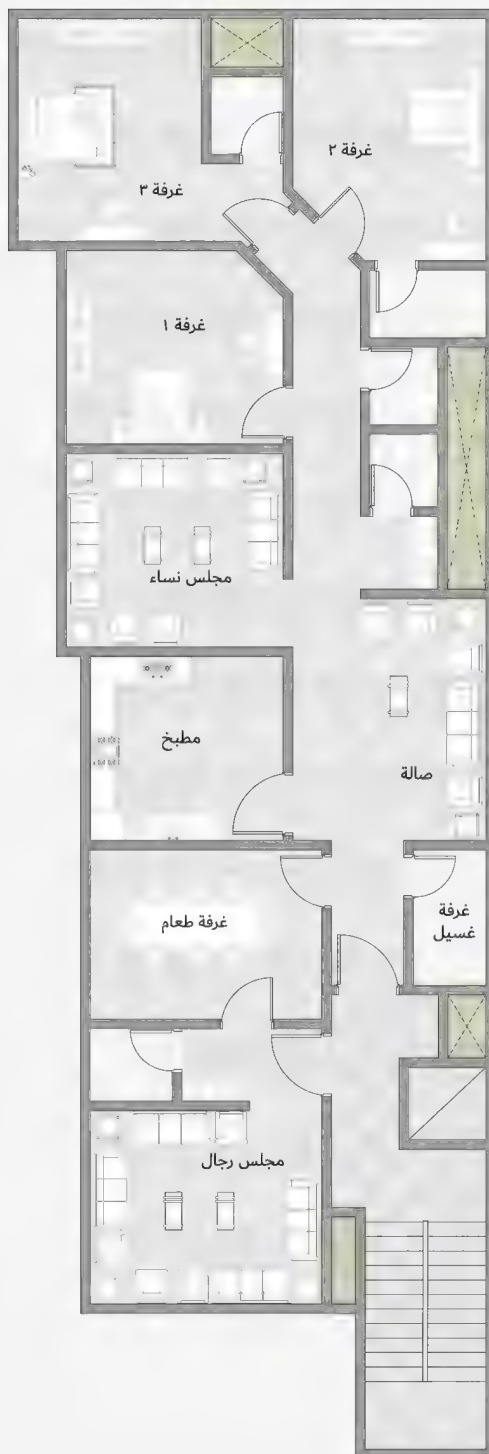 غرفة ٢
غرفة ٣
غرفة ١
مجلس نساء
مطبخ
صالة
غرفة
غسيل
غرفة طعام
مجلس رجال